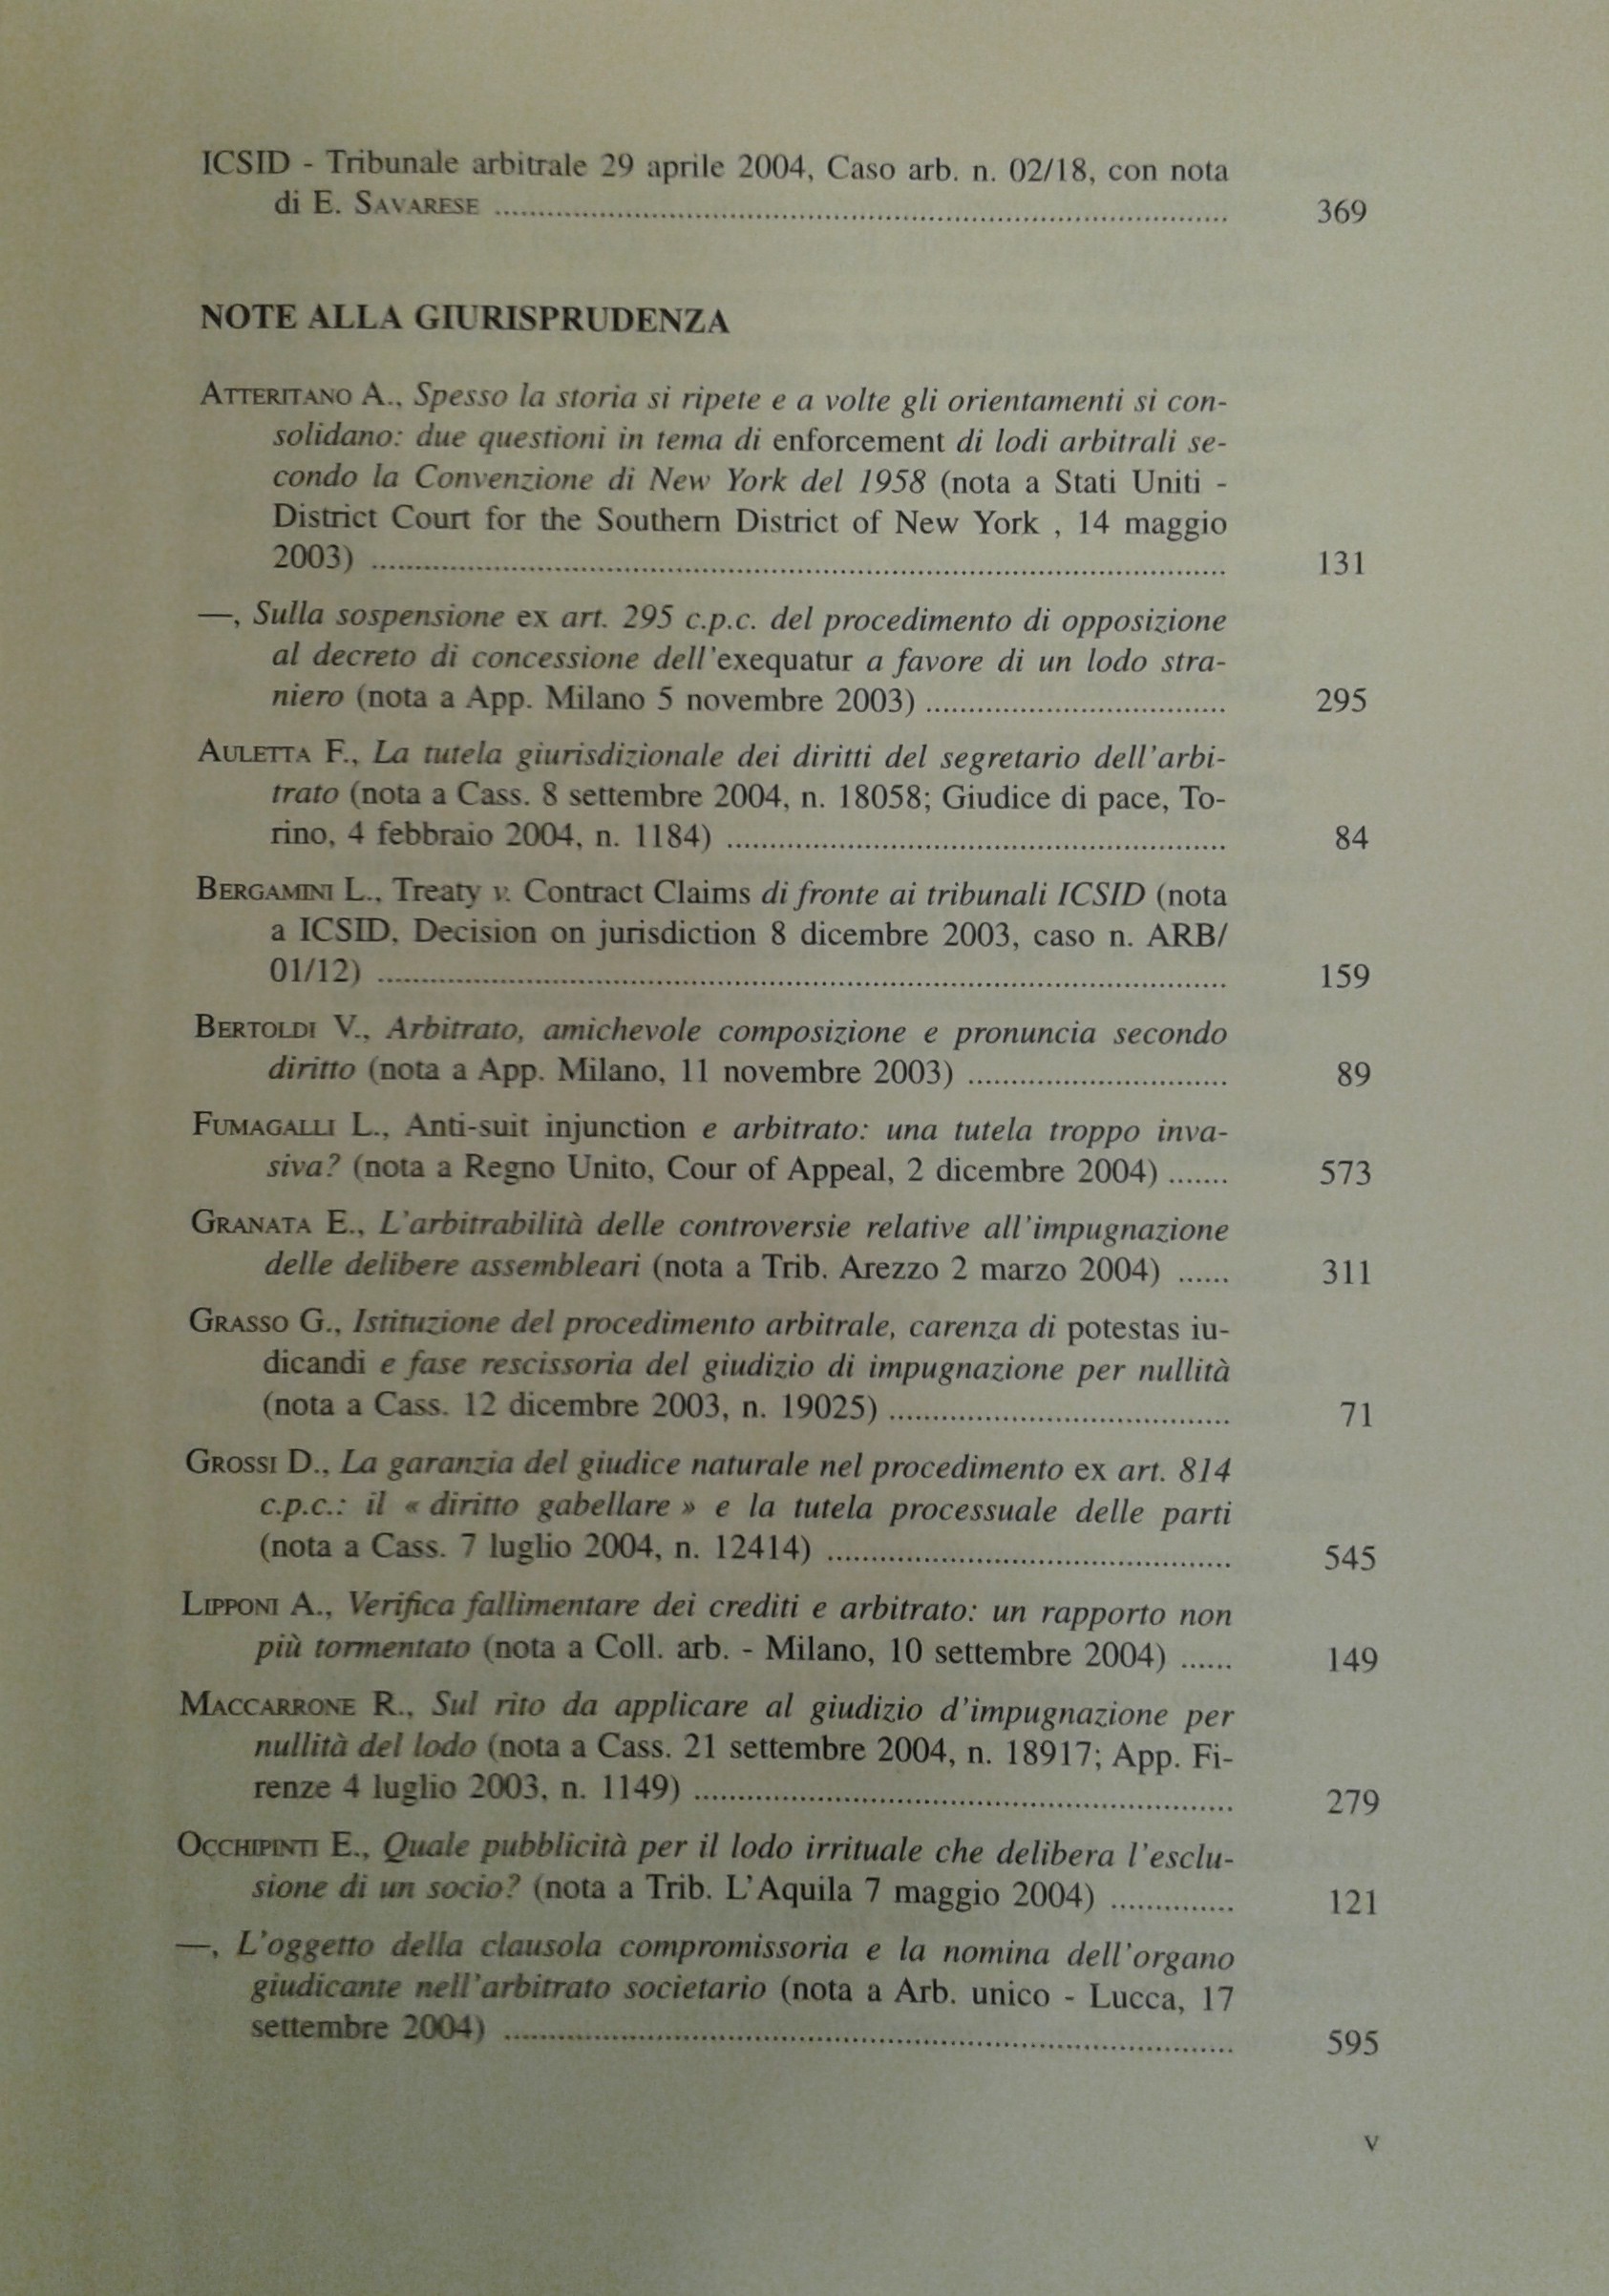 ICSID - Tribunale arbitrale 29 aprile 2004, Caso arb. n. 02/18, con nota
di E. SAVARESE ........ 369
NOTE ALLA GIURISPRUDENZA
ATTERITANO A., Spesso la storia si ripete e a volte gli orientamenti si con-
solidano: due questioni in tema di enforcement di lodi arbitrali se-
condo la Convenzione di New York del 1958 (nota a Stati Uniti -
District Court for the Southern District of New York , 14 maggio
2003) ........ 131
—, Sulla sospensione ex art. 295 c.p.c. del procedimento di opposizione
al decreto di concessione dell'exequatur a favore di un lodo stra-
niero (nota a App. Milano 5 novembre 2003) ........ 295
AULETTA F., La tutela giurisdizionale dei diritti del segretario dell'arbi-
trato (nota a Cass. 8 settembre 2004, n. 18058; Giudice di pace, To-
rino, 4 febbraio 2004, n. 1184) ........ 84
BERGAMINI L., Treaty v. Contract Claims di fronte ai tribunali ICSID (nota
a ICSID, Decision on jurisdiction 8 dicembre 2003, caso n. ARB/
01/12) ........ 159
BERTOLDI V., Arbitrato, amichevole composizione e pronuncia secondo
diritto (nota a App. Milano, 11 novembre 2003) ........ 89
FUMAGALLI L., Anti-suit injunction e arbitrato: una tutela troppo inva-
siva? (nota a Regno Unito, Cour of Appeal, 2 dicembre 2004) ....... 573
GRANATA E., L'arbitrabilità delle controversie relative all'impugnazione
delle delibere assembleari (nota a Trib. Arezzo 2 marzo 2004) ...... 311
GRASSO G., Istituzione del procedimento arbitrale, carenza di potestas iu-
dicandi e fase rescissoria del giudizio di impugnazione per nullità
(nota a Cass. 12 dicembre 2003, n. 19025) ........ 71
GROSSI D., La garanzia del giudice naturale nel procedimento ex art. 814
c.p.c.: il « diritto gabellare » e la tutela processuale delle parti
(nota a Cass. 7 luglio 2004, n. 12414) ........ 545
LIPPONI A., Verifica fallimentare dei crediti e arbitrato: un rapporto non
più tormentato (nota a Coll. arb. - Milano, 10 settembre 2004) ...... 149
MACCARRONE R., Sul rito da applicare al giudizio d'impugnazione per
nullità del lodo (nota a Cass. 21 settembre 2004, n. 18917; App. Fi-
renze 4 luglio 2003, n. 1149) ........ 279
OCCHIPINTI E., Quale pubblicità per il lodo irrituale che delibera l'esclu-
sione di un socio? (nota a Trib. L'Aquila 7 maggio 2004) ........ 121
—, L'oggetto della clausola compromissoria e la nomina dell'organo
giudicante nell'arbitrato societario (nota a Arb. unico - Lucca, 17
settembre 2004) ........ 595
V